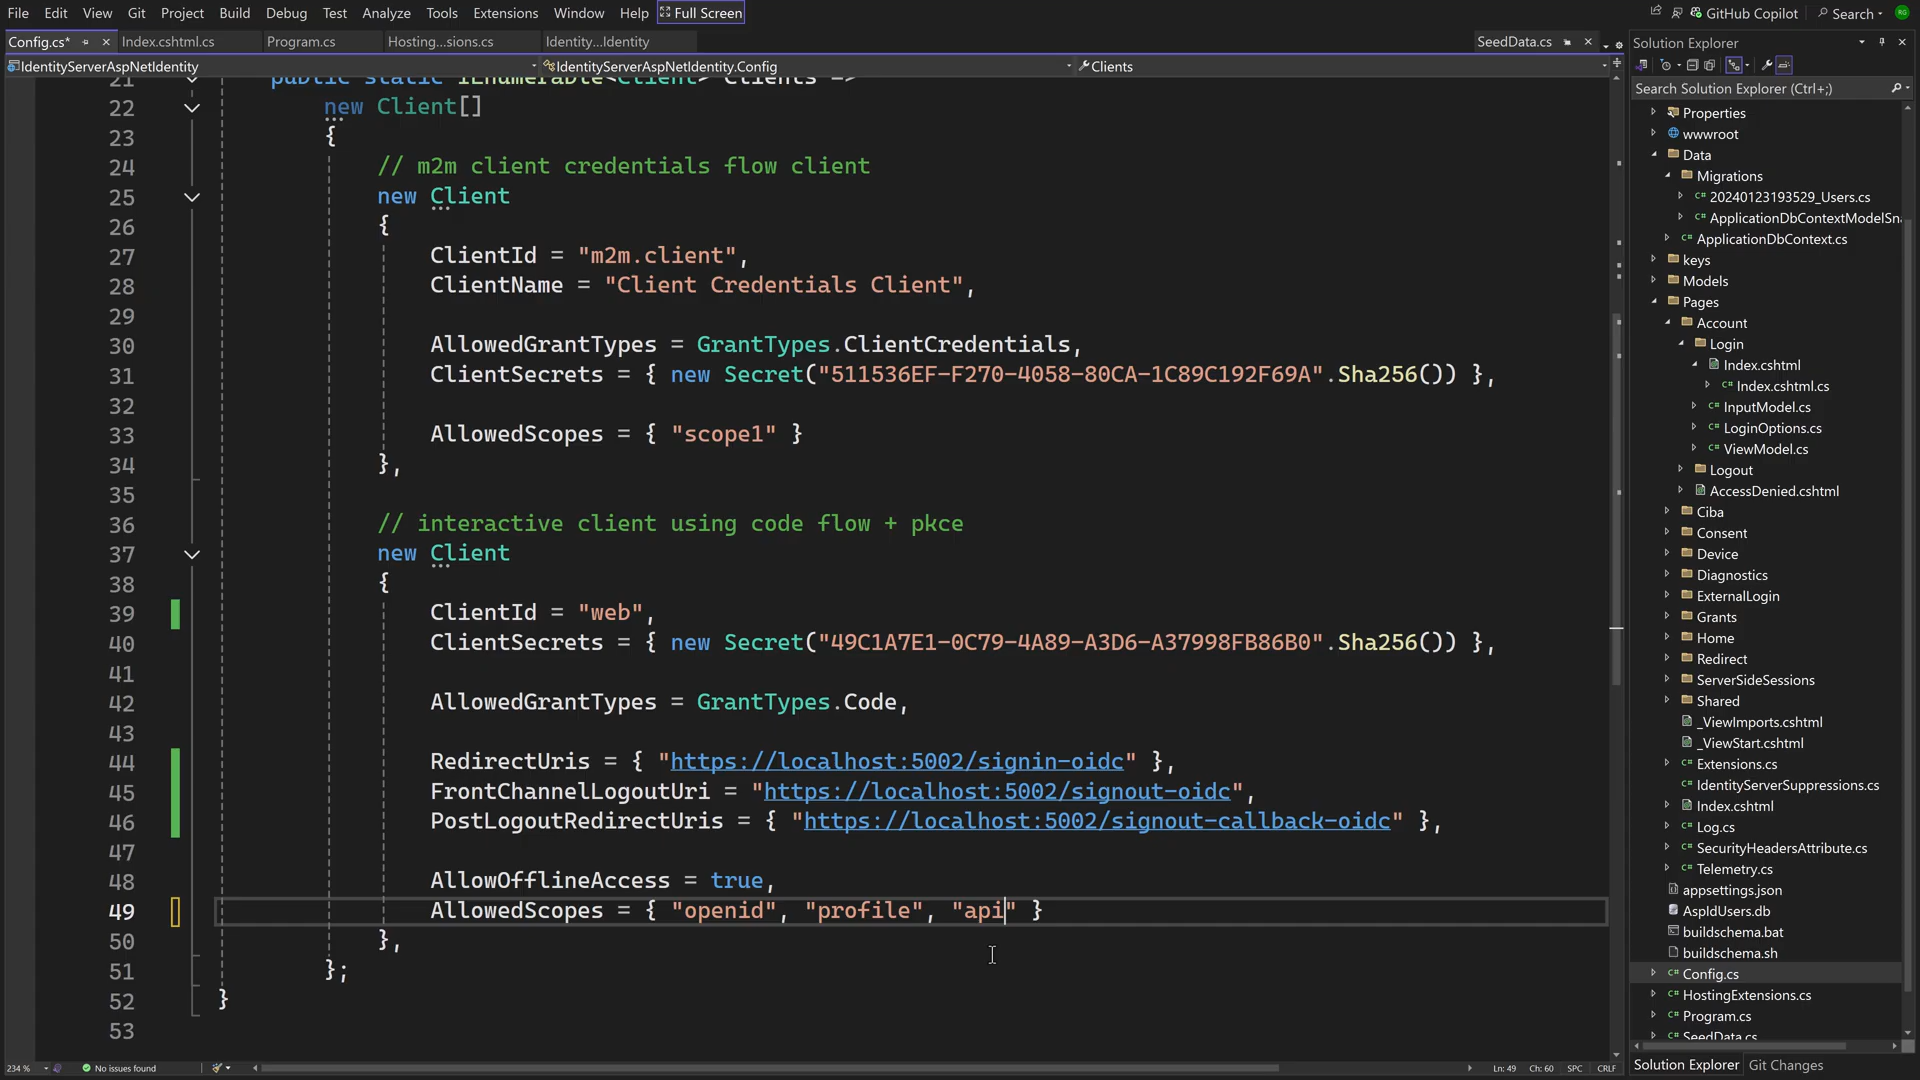 File Edit View Git Project Build Debug Test Analyze Tools Extensions Window Help Full Screen GitHub Copilot Search RG
Config.cs* Index.cshtml.cs Program.cs Hosting...sions.cs Identity...Identity SeedData.cs Solution Explorer
IdentityServerAspNetIdentity IdentityServerAspNetIdentity.Config Clients
Search Solution Explorer (Ctrl+;)
21 public static IEnumerable<Client> Clients =>
22 new Client[]
23 {
24 // m2m client credentials flow client
25 new Client
26 {
27 ClientId = "m2m.client",
28 ClientName = "Client Credentials Client",
29
30 AllowedGrantTypes = GrantTypes.ClientCredentials,
31 ClientSecrets = { new Secret("511536EF-F270-4058-80CA-1C89C192F69A".Sha256()) },
32
33 AllowedScopes = { "scope1" }
34 },
35
36 // interactive client using code flow + pkce
37 new Client
38 {
39 ClientId = "web",
40 ClientSecrets = { new Secret("49C1A7E1-0C79-4A89-A3D6-A37998FB86B0".Sha256()) },
41
42 AllowedGrantTypes = GrantTypes.Code,
43
44 RedirectUris = { "https://localhost:5002/signin-oidc" },
45 FrontChannelLogoutUri = "https://localhost:5002/signout-oidc",
46 PostLogoutRedirectUris = { "https://localhost:5002/signout-callback-oidc" },
47
48 AllowOfflineAccess = true,
49 AllowedScopes = { "openid", "profile", "api" }
50 },
51 };
52 }
53
Properties
wwwroot
Data
Migrations
20240123193529_Users.cs
ApplicationDbContextModelSna
ApplicationDbContext.cs
keys
Models
Pages
Account
Login
Index.cshtml
Index.cshtml.cs
InputModel.cs
LoginOptions.cs
ViewModel.cs
Logout
AccessDenied.cshtml
Ciba
Consent
Device
Diagnostics
ExternalLogin
Grants
Home
Redirect
ServerSideSessions
Shared
_ViewImports.cshtml
_ViewStart.cshtml
Extensions.cs
IdentityServerSuppressions.cs
Index.cshtml
Log.cs
SecurityHeadersAttribute.cs
Telemetry.cs
appsettings.json
AspIdUsers.db
buildschema.bat
buildschema.sh
Config.cs
HostingExtensions.cs
Program.cs
SeedData.cs
234 % No issues found Ln: 49 Ch: 60 SPC CRLF
Solution Explorer Git Changes